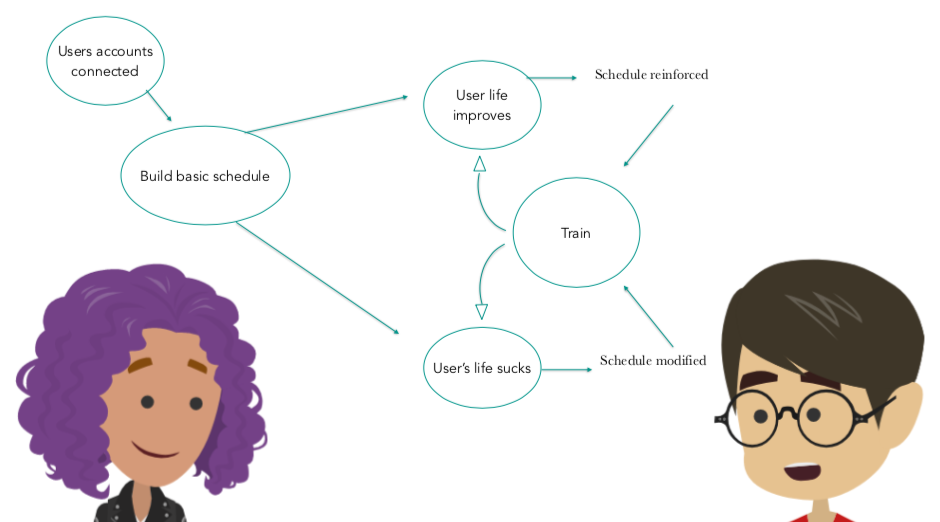 Users accounts
connected
Build basic schedule
User life
improves
Schedule reinforced
Train
User’s life sucks
Schedule modified